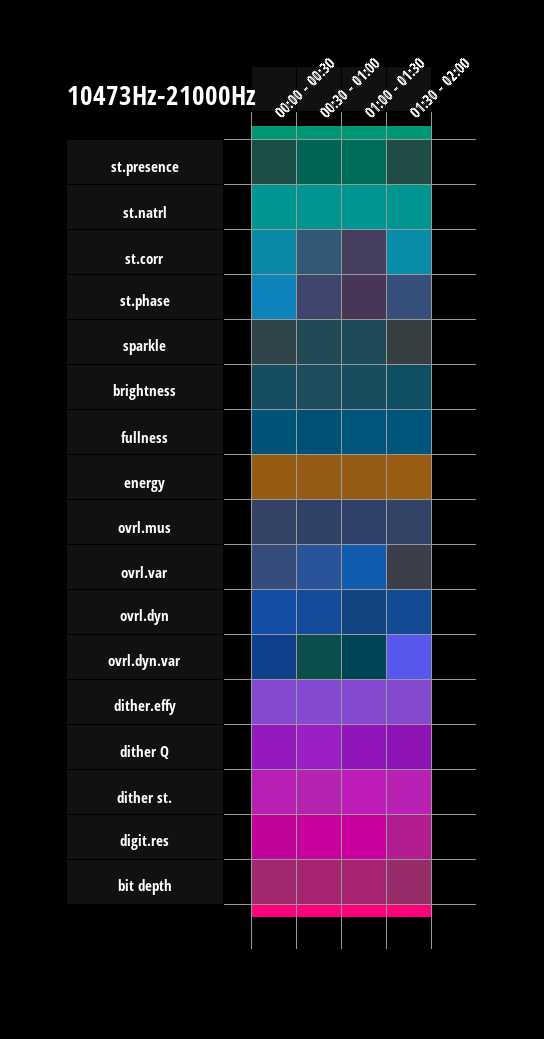 10473Hz-21000Hz
00:00 - 00:30
00:30 - 01:00
01:00 - 01:30
01:30 - 02:00
st.presence
st.natrl
st.corr
st.phase
sparkle
brightness
fullness
energy
ovrl.mus
ovrl.var
ovrl.dyn
ovrl.dyn.var
dither.effy
dither Q
dither st.
digit.res
bit depth